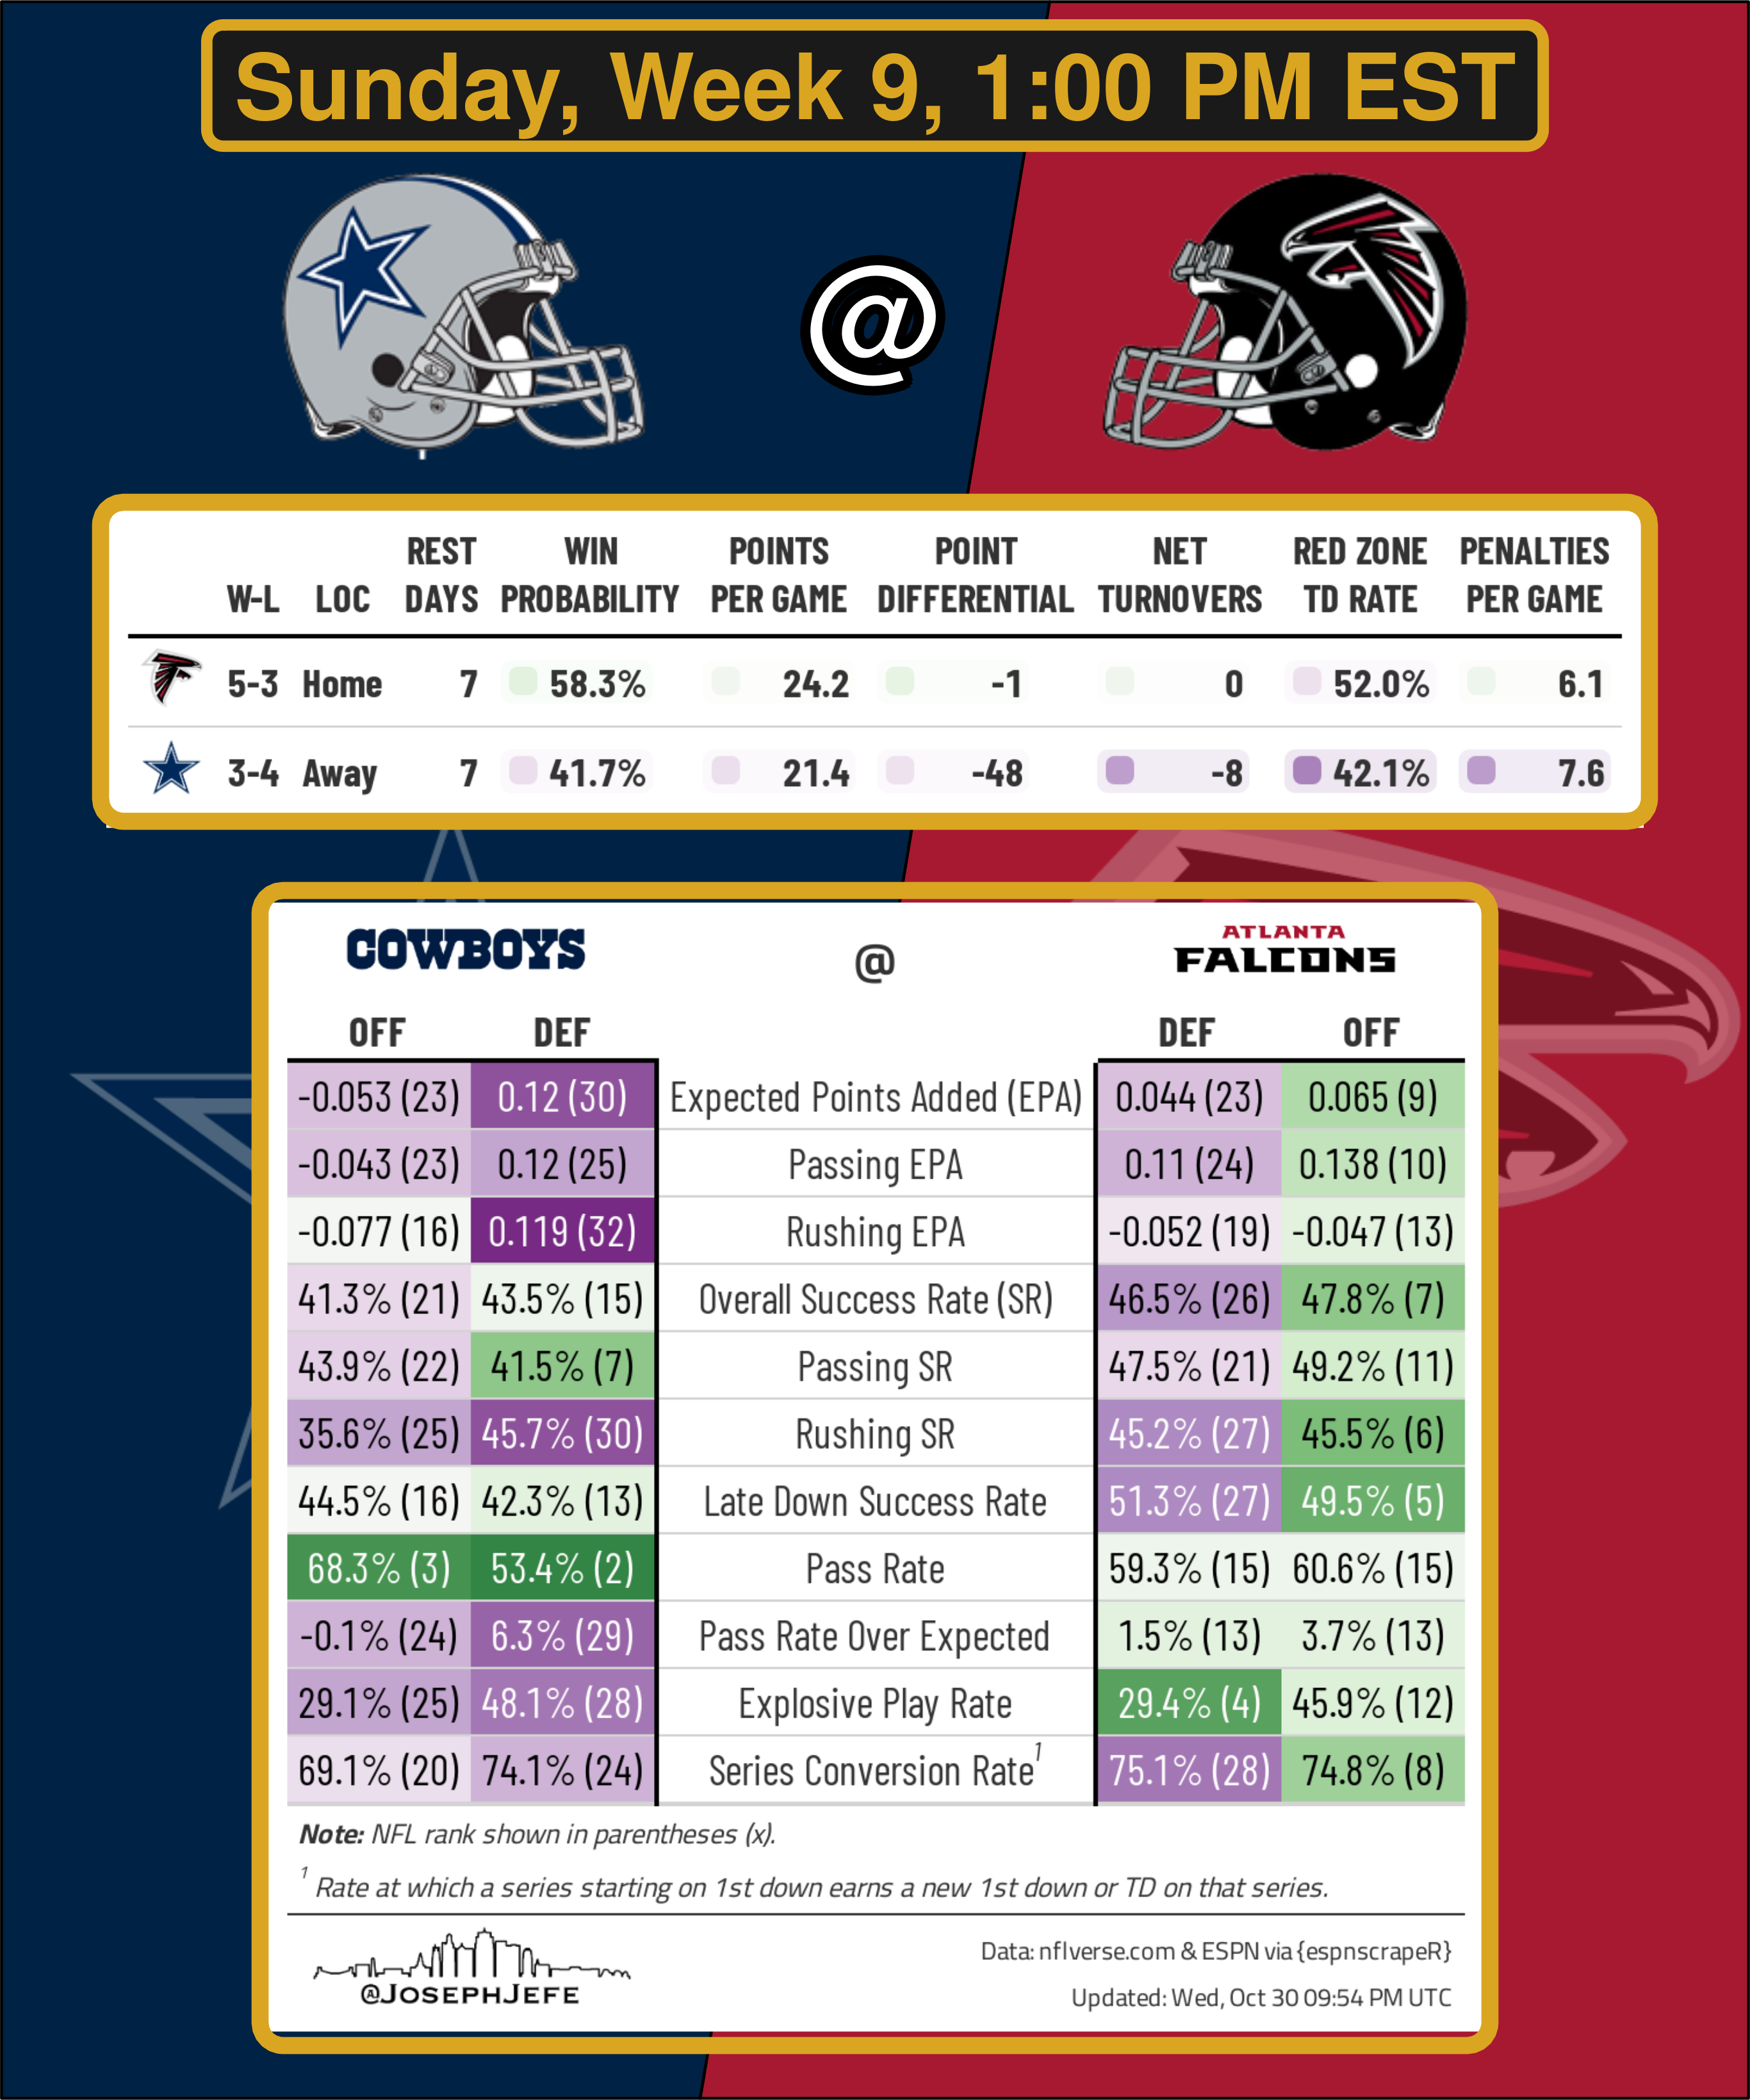 Sunday, Week 9, 1:00 PM EST
@
W-L LOC REST DAYS WIN PROBABILITY POINTS PER GAME POINT DIFFERENTIAL NET TURNOVERS RED ZONE TD RATE PENALTIES PER GAME
5-3 Home 7 58.3% 24.2 -1 0 52.0% 6.1
3-4 Away 7 41.7% 21.4 -48 -8 42.1% 7.6
COWBOYS @ ATLANTA FALCONS
OFF DEF DEF OFF
-0.053 (23) 0.12 (30) Expected Points Added (EPA) 0.044 (23) 0.065 (9)
-0.043 (23) 0.12 (25) Passing EPA 0.11 (24) 0.138 (10)
-0.077 (16) 0.119 (32) Rushing EPA -0.052 (19) -0.047 (13)
41.3% (21) 43.5% (15) Overall Success Rate (SR) 46.5% (26) 47.8% (7)
43.9% (22) 41.5% (7) Passing SR 47.5% (21) 49.2% (11)
35.6% (25) 45.7% (30) Rushing SR 45.2% (27) 45.5% (6)
44.5% (16) 42.3% (13) Late Down Success Rate 51.3% (27) 49.5% (5)
68.3% (3) 53.4% (2) Pass Rate 59.3% (15) 60.6% (15)
-0.1% (24) 6.3% (29) Pass Rate Over Expected 1.5% (13) 3.7% (13)
29.1% (25) 48.1% (28) Explosive Play Rate 29.4% (4) 45.9% (12)
69.1% (20) 74.1% (24) Series Conversion Rate¹ 75.1% (28) 74.8% (8)
Note: NFL rank shown in parentheses (x).
¹ Rate at which a series starting on 1st down earns a new 1st down or TD on that series.
@JOSEPHJEFE
Data: nflverse.com & ESPN via {espnscrapeR}
Updated: Wed, Oct 30 09:54 PM UTC